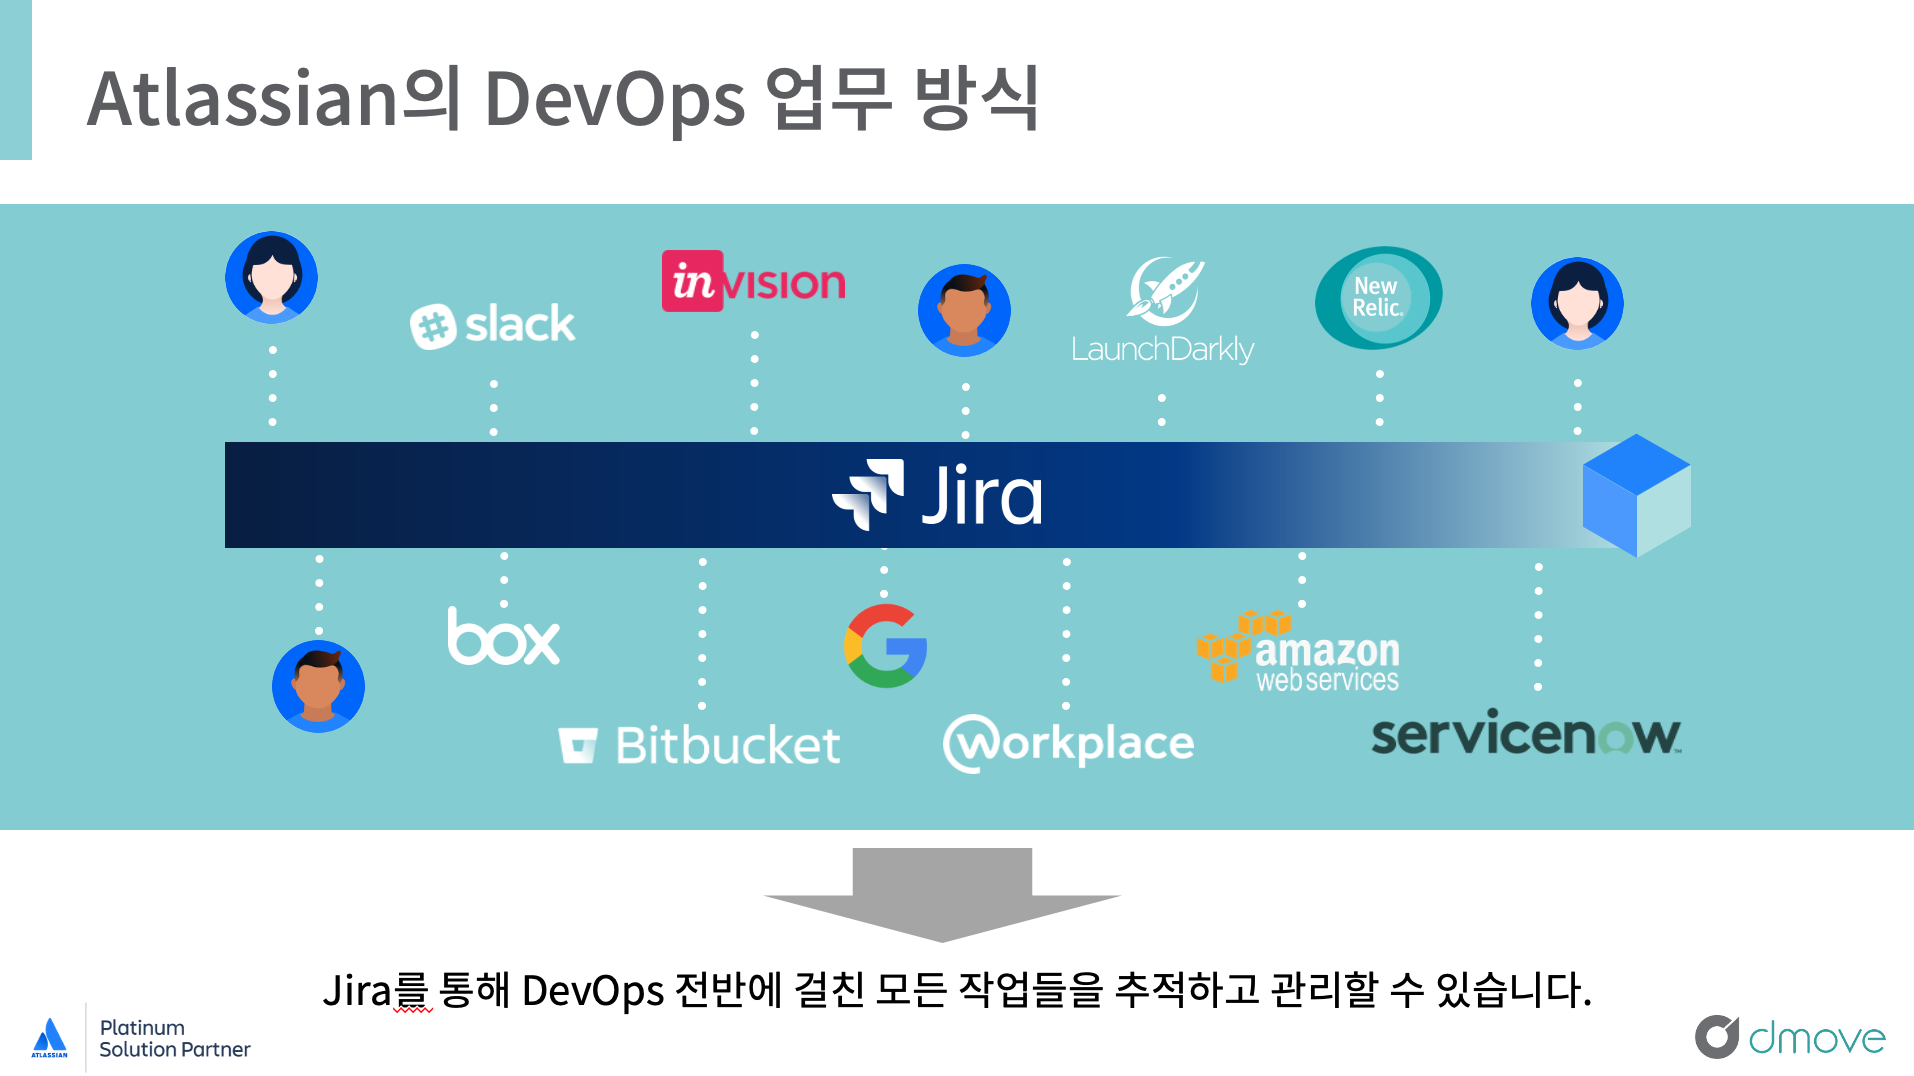 Atlassian의 DevOps 업무 방식
slack
invision
LaunchDarkly
New
Relic.
Jira
box
Bitbucket
workplace
amazon
web services
servicenow™
Jira를 통해 DevOps 전반에 걸친 모든 작업들을 추적하고 관리할 수 있습니다.
ATLASSIAN
Platinum
Solution Partner
dmove